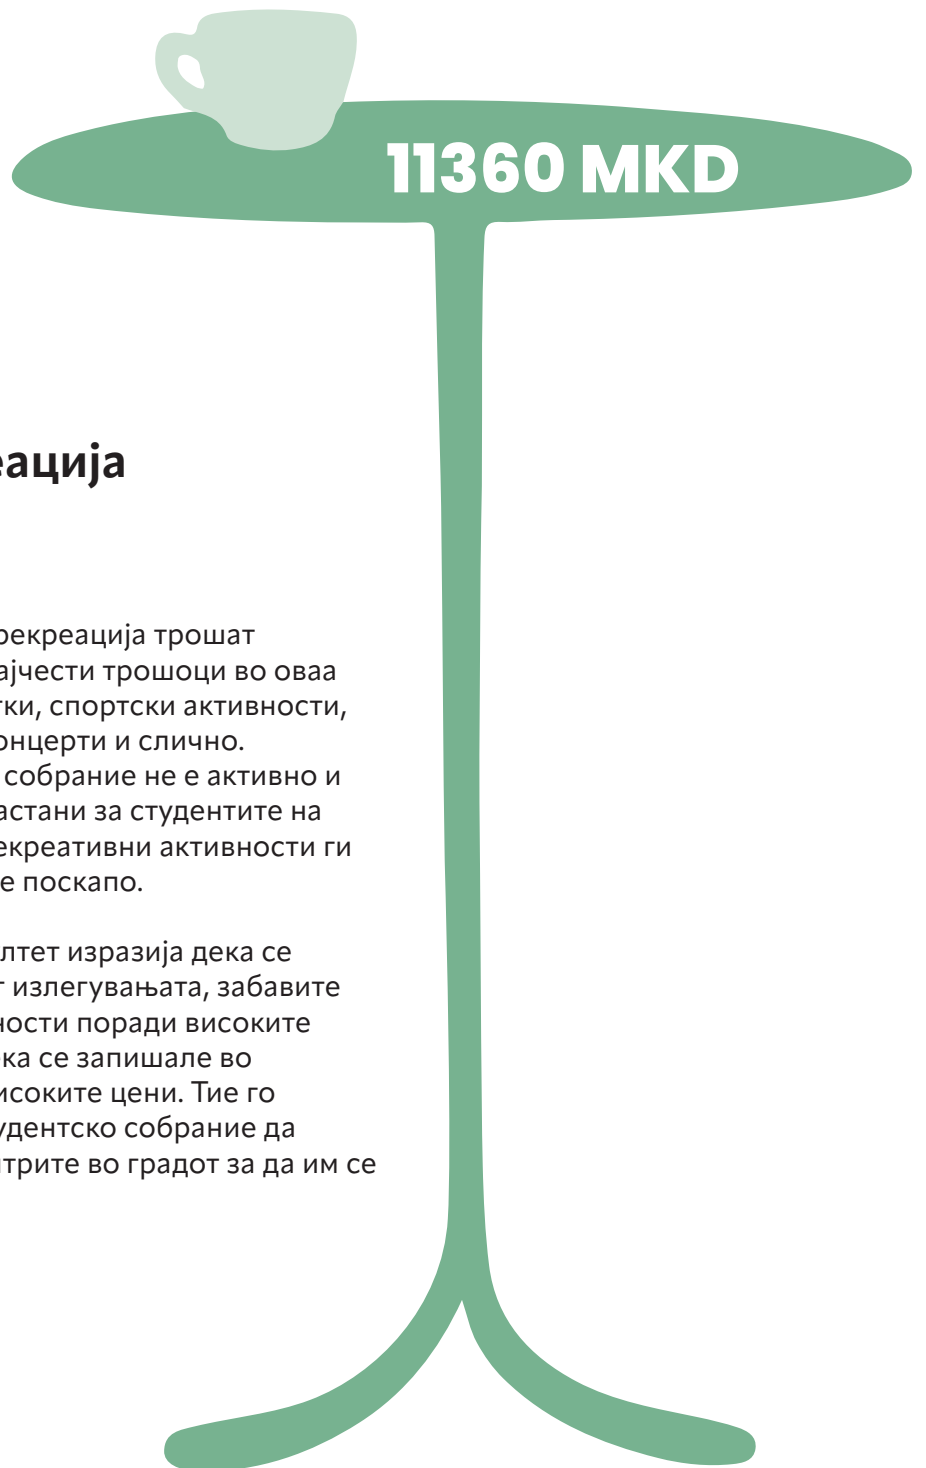 11360 MKD
еација
рекреација трошат
ајчести трошоци во оваа
тки, спортски активности,
онцерти и слично.
собрание не е активно и
астани за студентите на
екреативни активности ги
е поскапо.
лтет изразија дека се
т излегувањата, забавите
ности поради високите
ка се запишале во
исоките цени. Тие го
удентско собрание да
нтрите во градот за да им се